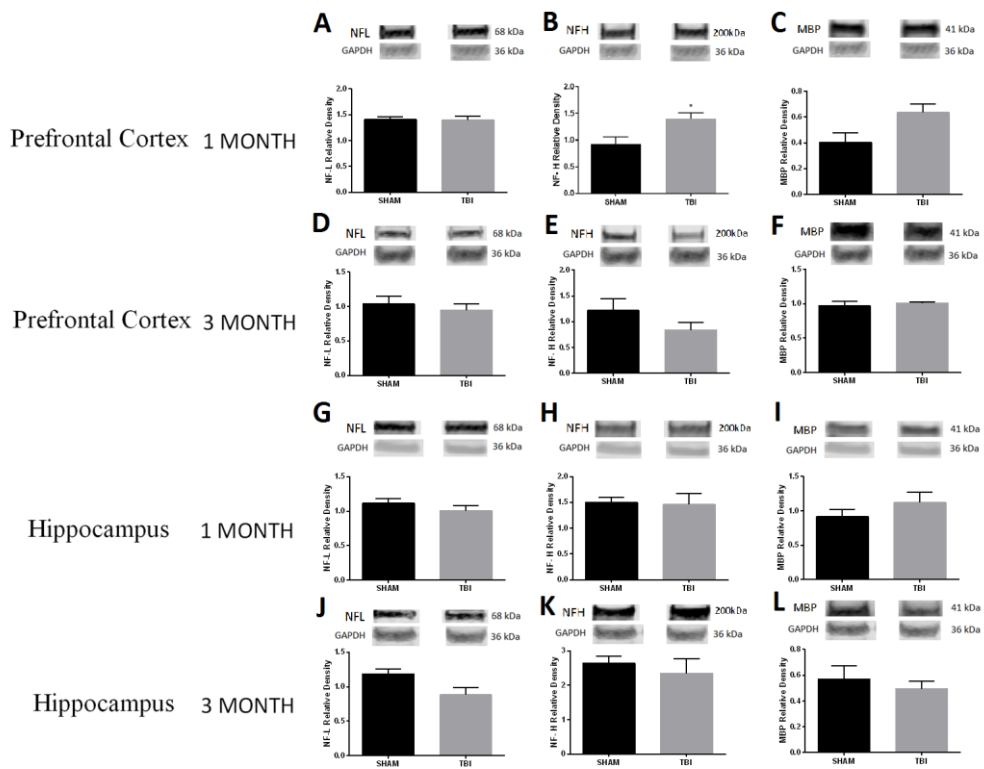 A B C
NFL 68 kDa NFH 200kDa MBP 41 kDa
GAPDH 36 kDa GAPDH 36 kDa GAPDH 36 kDa
Prefrontal Cortex 1 MONTH
NF-L Relative Density
2.0
1.5
1.0
0.5
0.0
SHAM TBI
NF- H Relative Density
2.0
1.5
1.0
0.5
0.0
*
SHAM TBI
MBP Relative Density
0.8
0.6
0.4
0.2
0.0
SHAM TBI
D E F
NFL 68 kDa NFH 200kDa MBP 41 kDa
GAPDH 36 kDa GAPDH 36 kDa GAPDH 36 kDa
Prefrontal Cortex 3 MONTH
NF-L Relative Density
1.5
1.0
0.5
0.0
SHAM TBI
NF- H Relative Density
2.0
1.5
1.0
0.5
0.0
SHAM TBI
MBP Relative Density
1.5
1.0
0.5
0.0
SHAM TBI
G H I
NFL 68 kDa NFH 200kDa MBP 41 kDa
GAPDH 36 kDa GAPDH 36 kDa GAPDH 36 kDa
Hippocampus 1 MONTH
NF-L Relative Density
1.5
1.0
0.5
0.0
SHAM TBI
NF- H Relative Density
2.0
1.5
1.0
0.5
0.0
SHAM TBI
MBP Relative Density
1.5
1.0
0.5
0.0
SHAM TBI
J K L
NFL 68 kDa NFH 200kDa MBP 41 kDa
GAPDH 36 kDa GAPDH 36 kDa GAPDH 36 kDa
Hippocampus 3 MONTH
NF-L Relative Density
1.5
1.0
0.5
0.0
SHAM TBI
NF- H Relative Density
3
2
1
0
SHAM TBI
MBP Relative Density
0.8
0.6
0.4
0.2
0.0
SHAM TBI